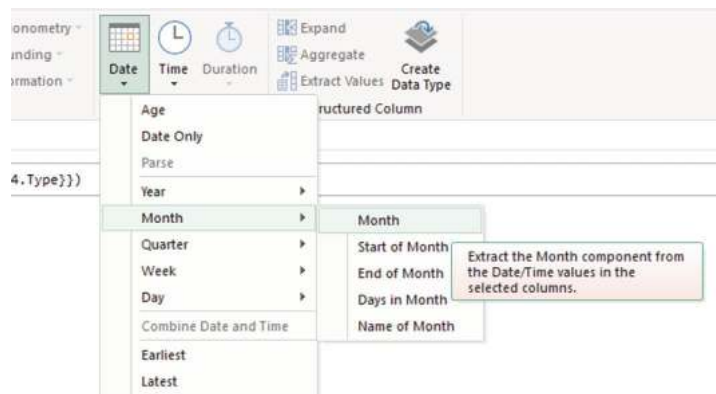 onometry
unding
ormation
Date
Time
Duration
Expand
Aggregate
Extract Values
Create
Data Type
ructured Column
4.Type}})
Age
Date Only
Parse
Year
Month
Quarter
Week
Day
Combine Date and Time
Earliest
Latest
Month
Start of Month
End of Month
Days in Month
Name of Month
Extract the Month component from
the Date/Time values in the
selected columns.